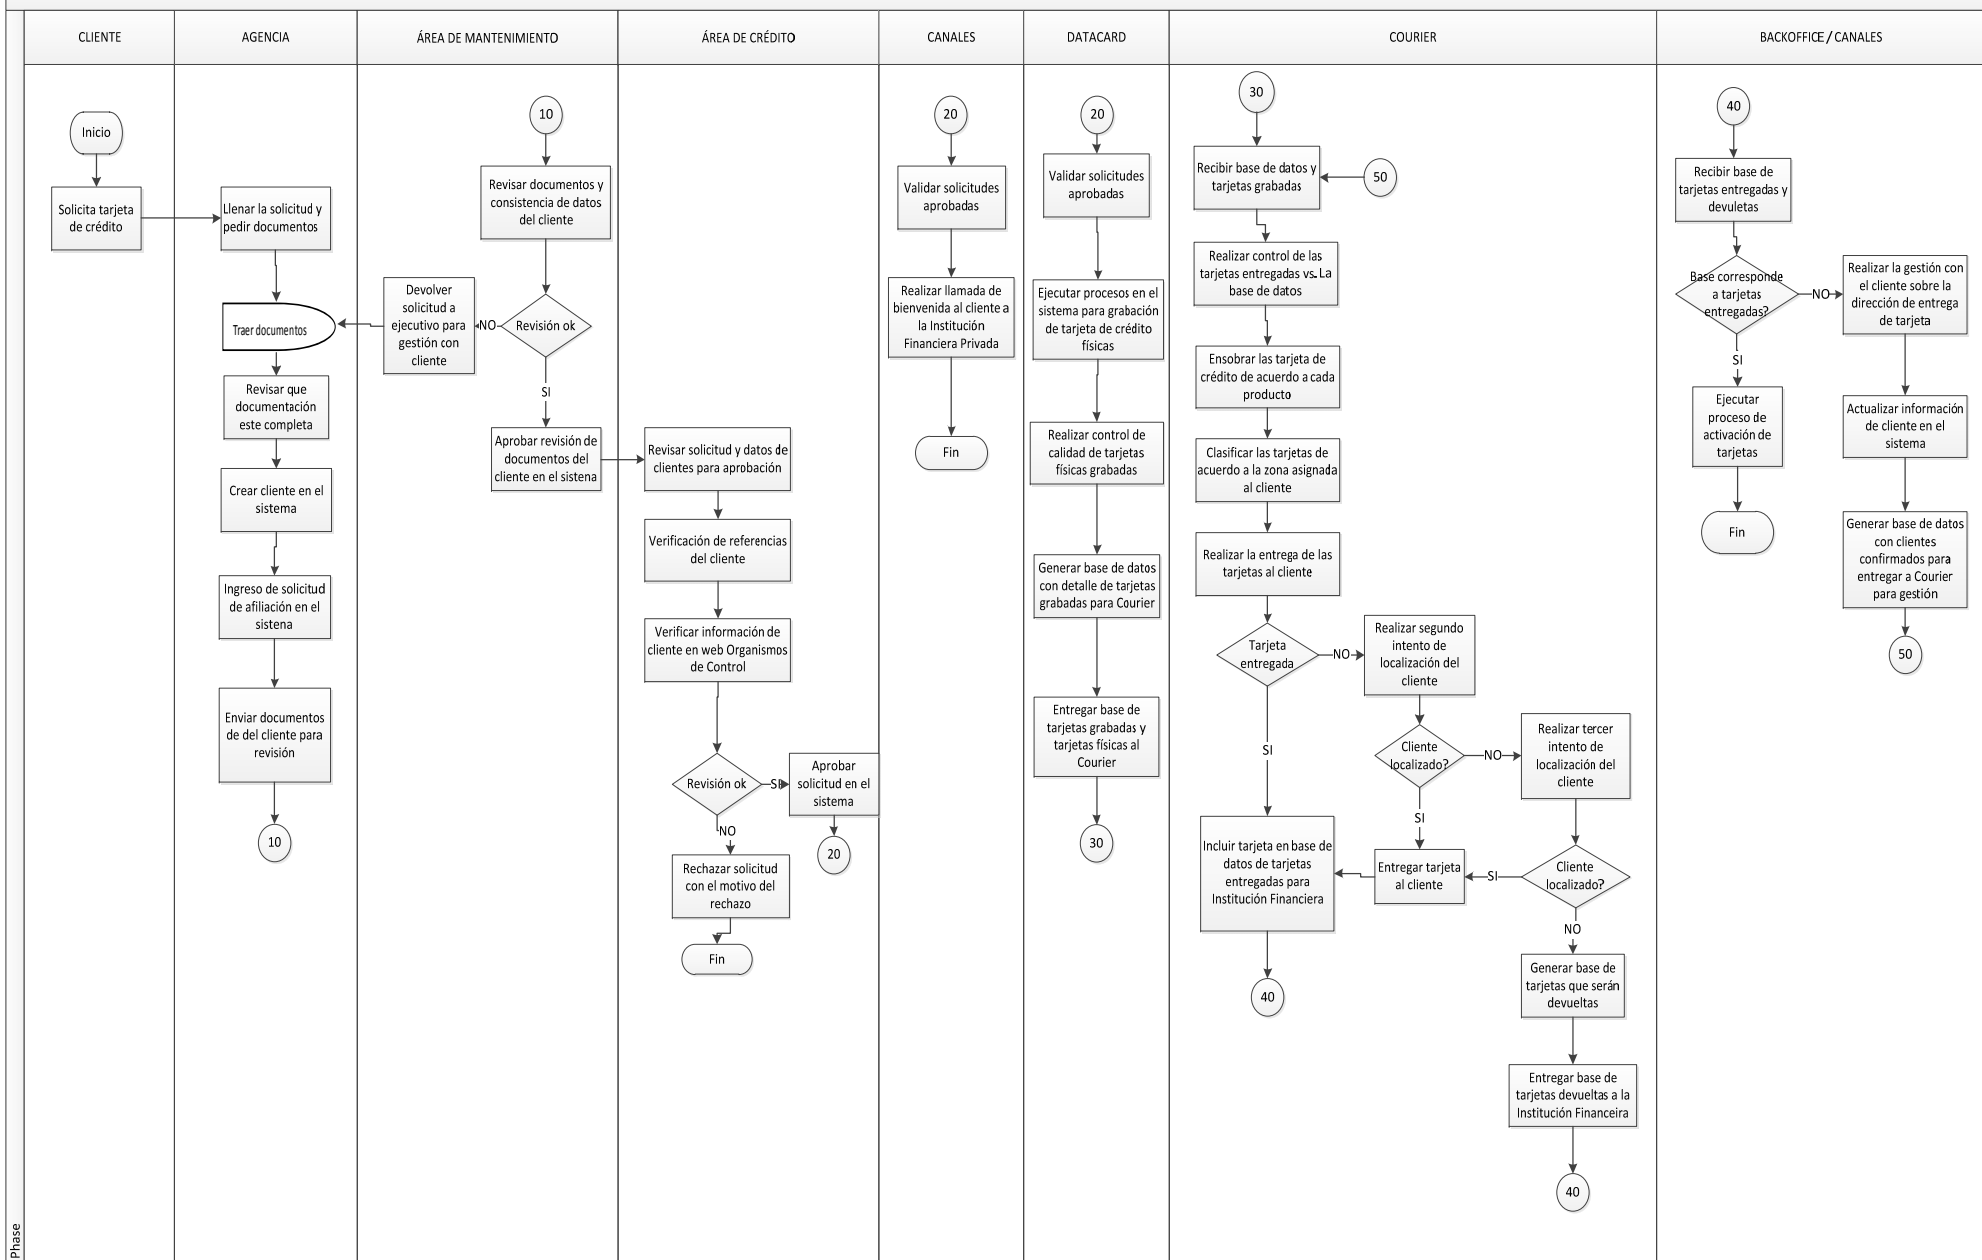 CLIENTE
AGENCIA
ÁREA DE MANTENIMIENTO
ÁREA DE CRÉDITO
CANALES
DATACARD
COURIER
BACKOFFICE / CANALES
Inicio
Solicita tarjeta
de crédito
Llenar la solicitud y
pedir documentos
Traer documentos
Revisar que
documentación
este completa
Crear cliente en el
sistema
Ingreso de solicitud
de afiliación en el
sistena
Enviar documentos
de del cliente para
revisión
10
10
Revisar documentos y
consistencia de datos
del cliente
Revisión ok
NO
Devolver
solicitud a
ejecutivo para
gestión con
cliente
SI
Aprobar revisión de
documentos del
cliente en el sistena
Revisar solicitud y datos de
clientes para aprobación
Verificación de referencias
del cliente
Verificar información de
cliente en web Organismos
de Control
Revisión ok
SI
Aprobar
solicitud en el
sistema
20
NO
Rechazar solicitud
con el motivo del
rechazo
Fin
20
Validar solicitudes
aprobadas
Realizar llamada de
bienvenida al cliente a
la Institución
Financiera Privada
Fin
20
Validar solicitudes
aprobadas
Ejecutar procesos en el
sistema para grabación
de tarjeta de crédito
físicas
Realizar control de
calidad de tarjetas
físicas grabadas
Generar base de datos
con detalle de tarjetas
grabadas para Courier
Entregar base de
tarjetas grabadas y
tarjetas físicas al
Courier
30
30
Recibir base de datos y
tarjetas grabadas
50
Realizar control de las
tarjetas entregadas vs. La
base de datos
Ensobrar las tarjeta de
crédito de acuerdo a cada
producto
Clasificar las tarjetas de
acuerdo a la zona asignada
al cliente
Realizar la entrega de las
tarjetas al cliente
Tarjeta
entregada
NO
Realizar segundo
intento de
localización del
cliente
SI
Cliente
localizado?
NO
Realizar tercer
intento de
localización del
cliente
SI
Incluir tarjeta en base de
datos de tarjetas
entregadas para
Institución Financiera
Entregar tarjeta
al cliente
SI
Cliente
localizado?
NO
40
Generar base de
tarjetas que serán
devueltas
Entregar base de
tarjetas devueltas a la
Institución Financeira
40
40
Recibir base de
tarjetas entregadas y
devuletas
Base corresponde
a tarjetas
entregadas?
NO
Realizar la gestión con
el cliente sobre la
dirección de entrega
de tarjeta
SI
Ejecutar
proceso de
activación de
tarjetas
Fin
Actualizar información
de cliente en el
sistema
Generar base de datos
con clientes
confirmados para
entregar a Courier
para gestión
50
Phase